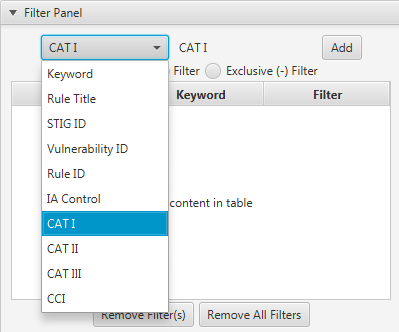 Filter Panel
CAT I CAT I Add
Filter Exclusive (-) Filter
Keyword Filter
content in table
Keyword
Rule Title
STIG ID
Vulnerability ID
Rule ID
IA Control
CAT I
CAT II
CAT III
CCI
Remove Filter(s) Remove All Filters